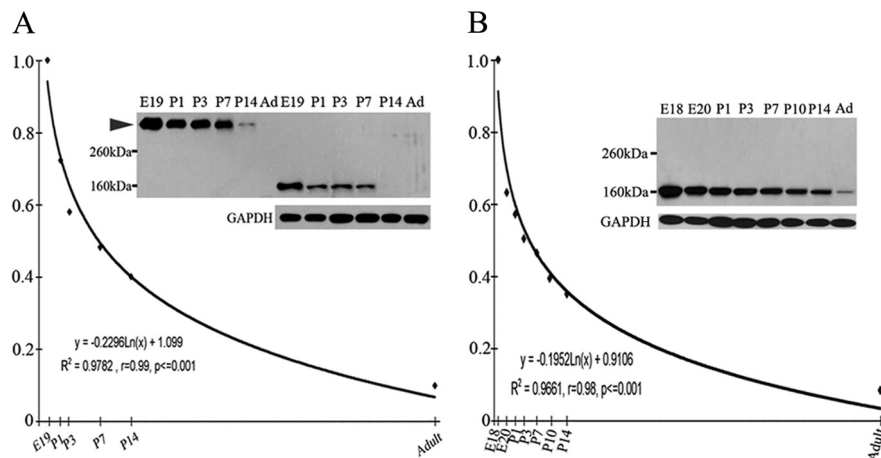 A
1.0
0.8
0.6
0.4
0.2
0
E19 P1 P3 P7 P14 Ad E19 P1 P3 P7 P14 Ad
260kDa
160kDa
GAPDH
y = -0.2296Ln(x) + 1.099
R² = 0.9782 , r=0.99, p<=0.001
E19 P1 P3 P7 P14 Adult
B
1.0
0.8
0.6
0.4
0.2
0
E18 E20 P1 P3 P7 P10 P14 Ad
260kDa
160kDa
GAPDH
y = -0.1952Ln(x) + 0.9106
R² = 0.9661, r=0.98, p<=0.001
E18 E20 P1 P3 P7 P10 P14 Adult